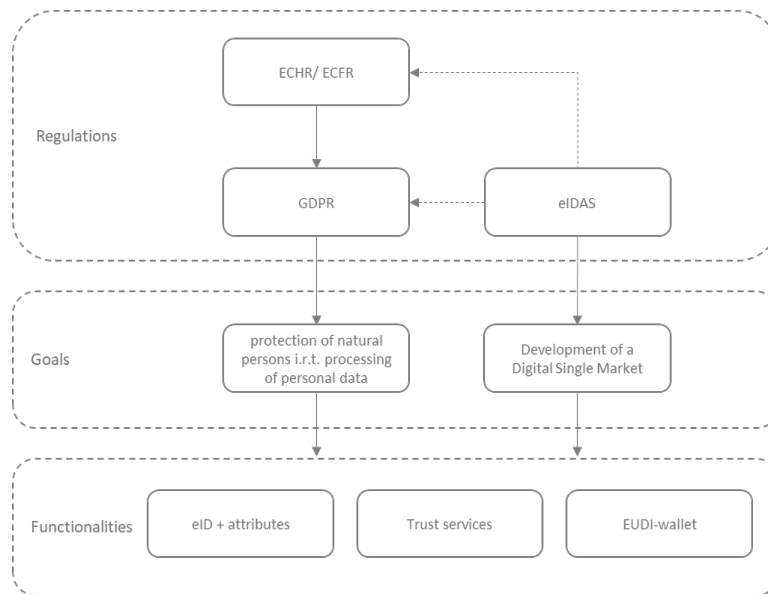 ECHR/ ECFR
Regulations
GDPR
eIDAS
protection of natural
persons i.r.t. processing
of personal data
Development of a
Digital Single Market
Goals
Functionalities
eID + attributes
Trust services
EUDI-wallet